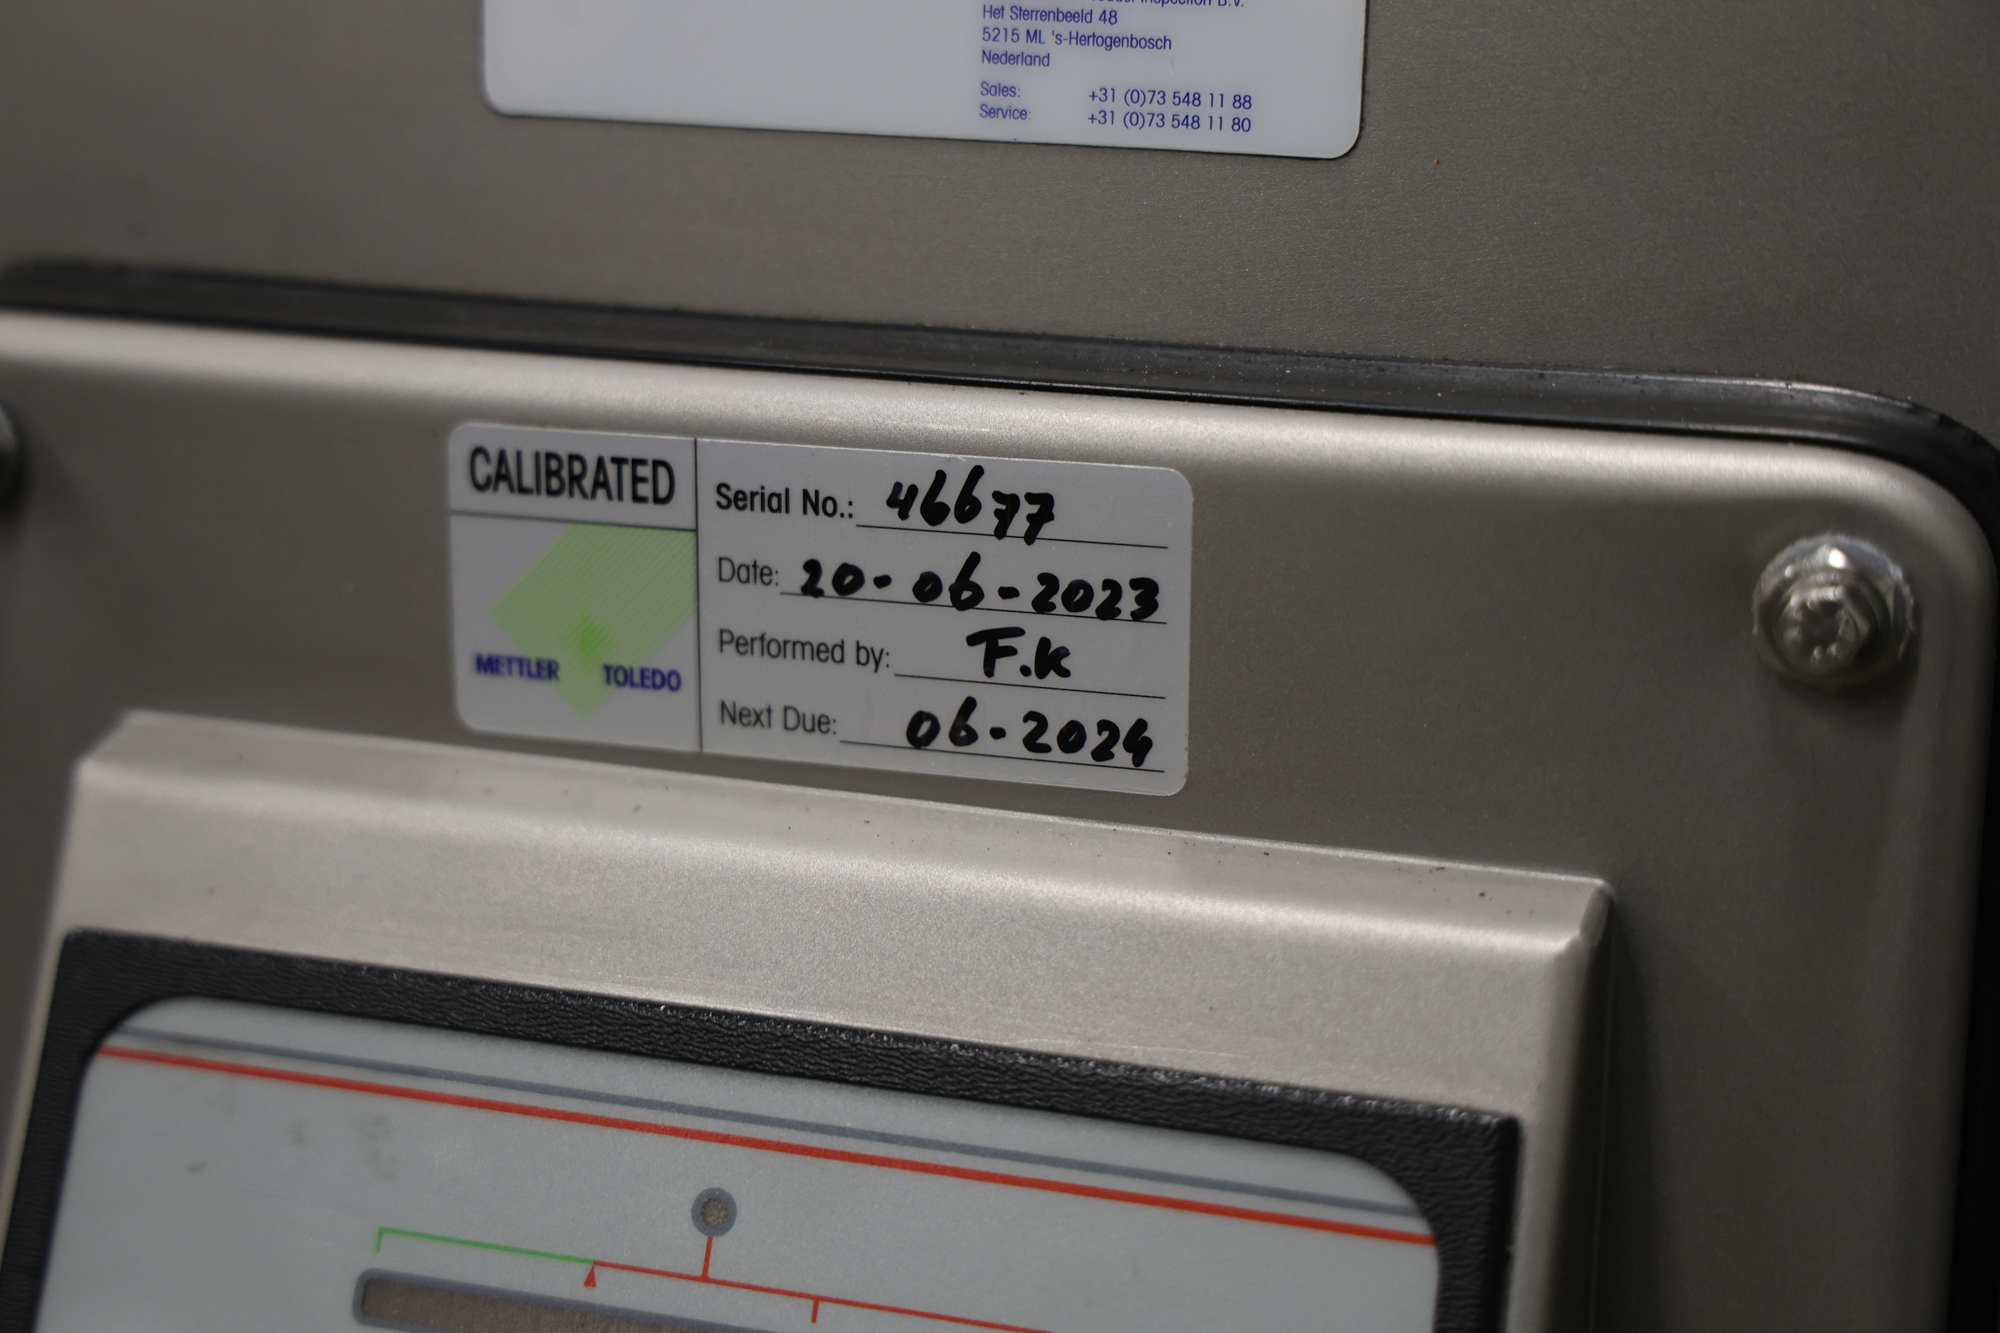 Inspection B.V.
Het Sterrenbeeld 48
5215 ML 's-Hertogenbosch
Nederland
Sales: +31 (0)73 548 11 88
Service: +31 (0)73 548 11 80
CALIBRATED
METTLER TOLEDO
Serial No.: 46677
Date: 20-06-2023
Performed by: F.K
Next Due: 06-2024